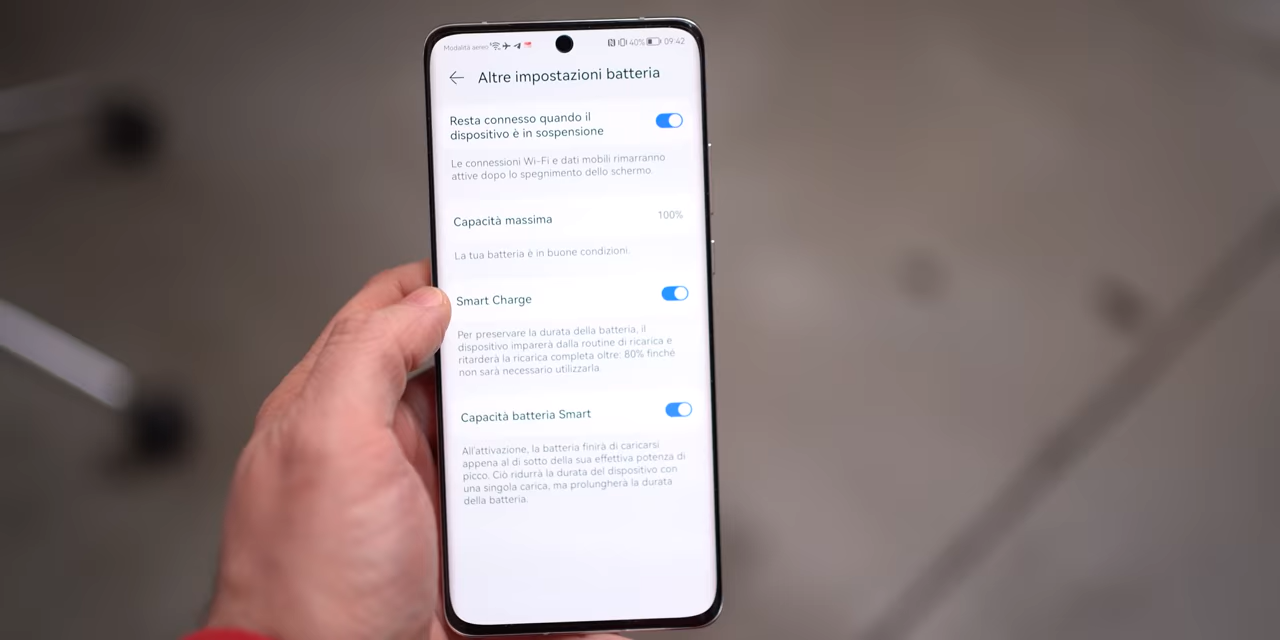 Modalità aereo 40% 09:42
Altre impostazioni batteria
Resta connesso quando il
dispositivo è in sospensione
Le connessioni Wi-Fi e dati mobili rimarranno
attive dopo lo spegnimento dello schermo.
Capacità massima 100%
La tua batteria è in buone condizioni.
Smart Charge
Per preservare la durata della batteria, il
dispositivo imparerà dalla routine di ricarica e
ritarderà la ricarica completa oltre: 80% finché
non sarà necessario utilizzarla.
Capacità batteria Smart
All'attivazione, la batteria finirà di caricarsi
appena al di sotto della sua effettiva potenza di
picco. Ciò ridurrà la durata del dispositivo con
una singola carica, ma prolungherà la durata
della batteria.